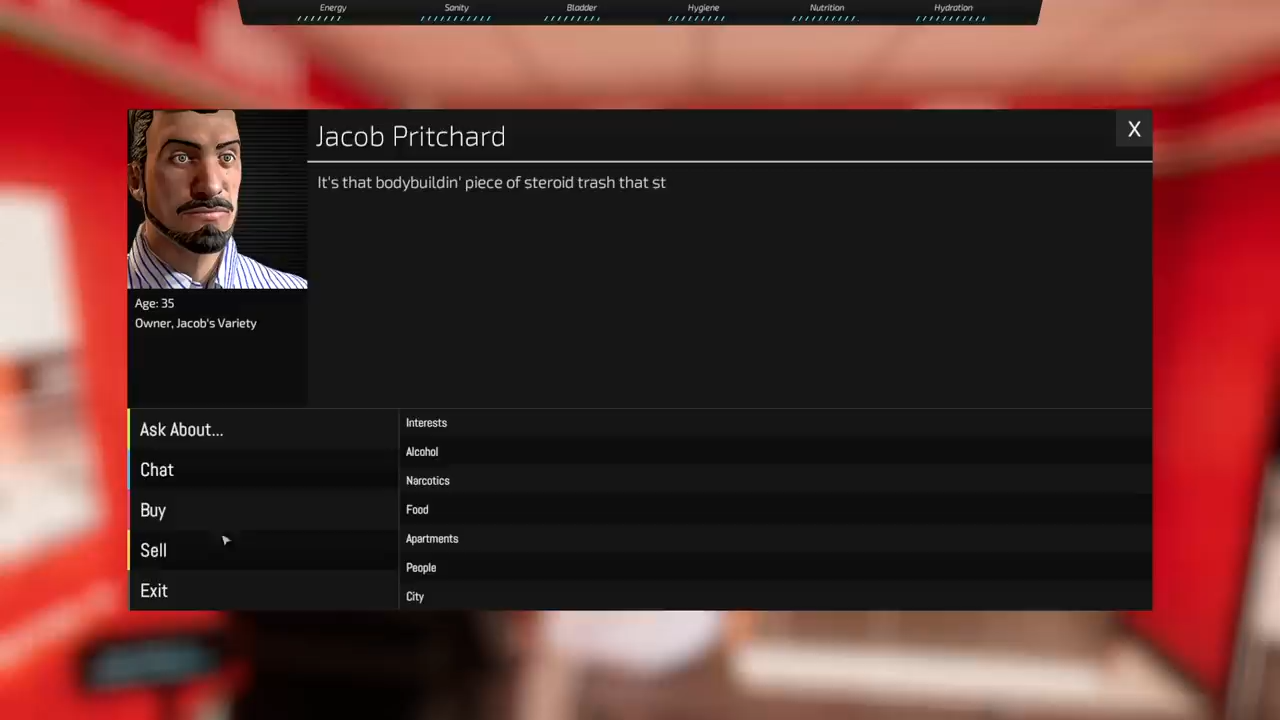 Energy
Sanity
Bladder
Hygiene
Nutrition
Hydration
Jacob Pritchard
X
It's that bodybuildin' piece of steroid trash that st
Age: 35
Owner, Jacob's Variety
Ask About...
Chat
Buy
Sell
Exit
Interests
Alcohol
Narcotics
Food
Apartments
People
City